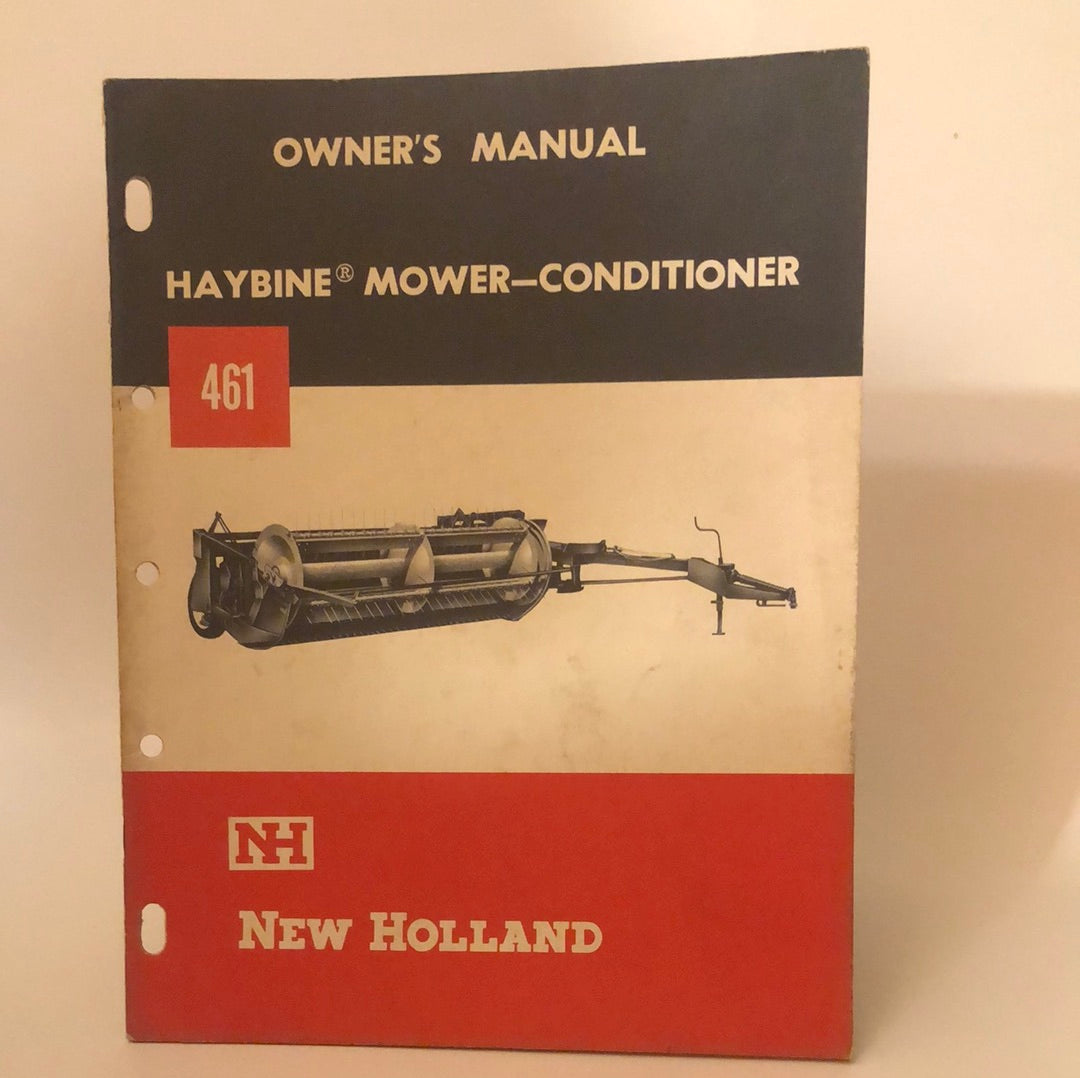 OWNER'S MANUAL
HAYBINE® MOWER–CONDITIONER
461
NH
NEW HOLLAND